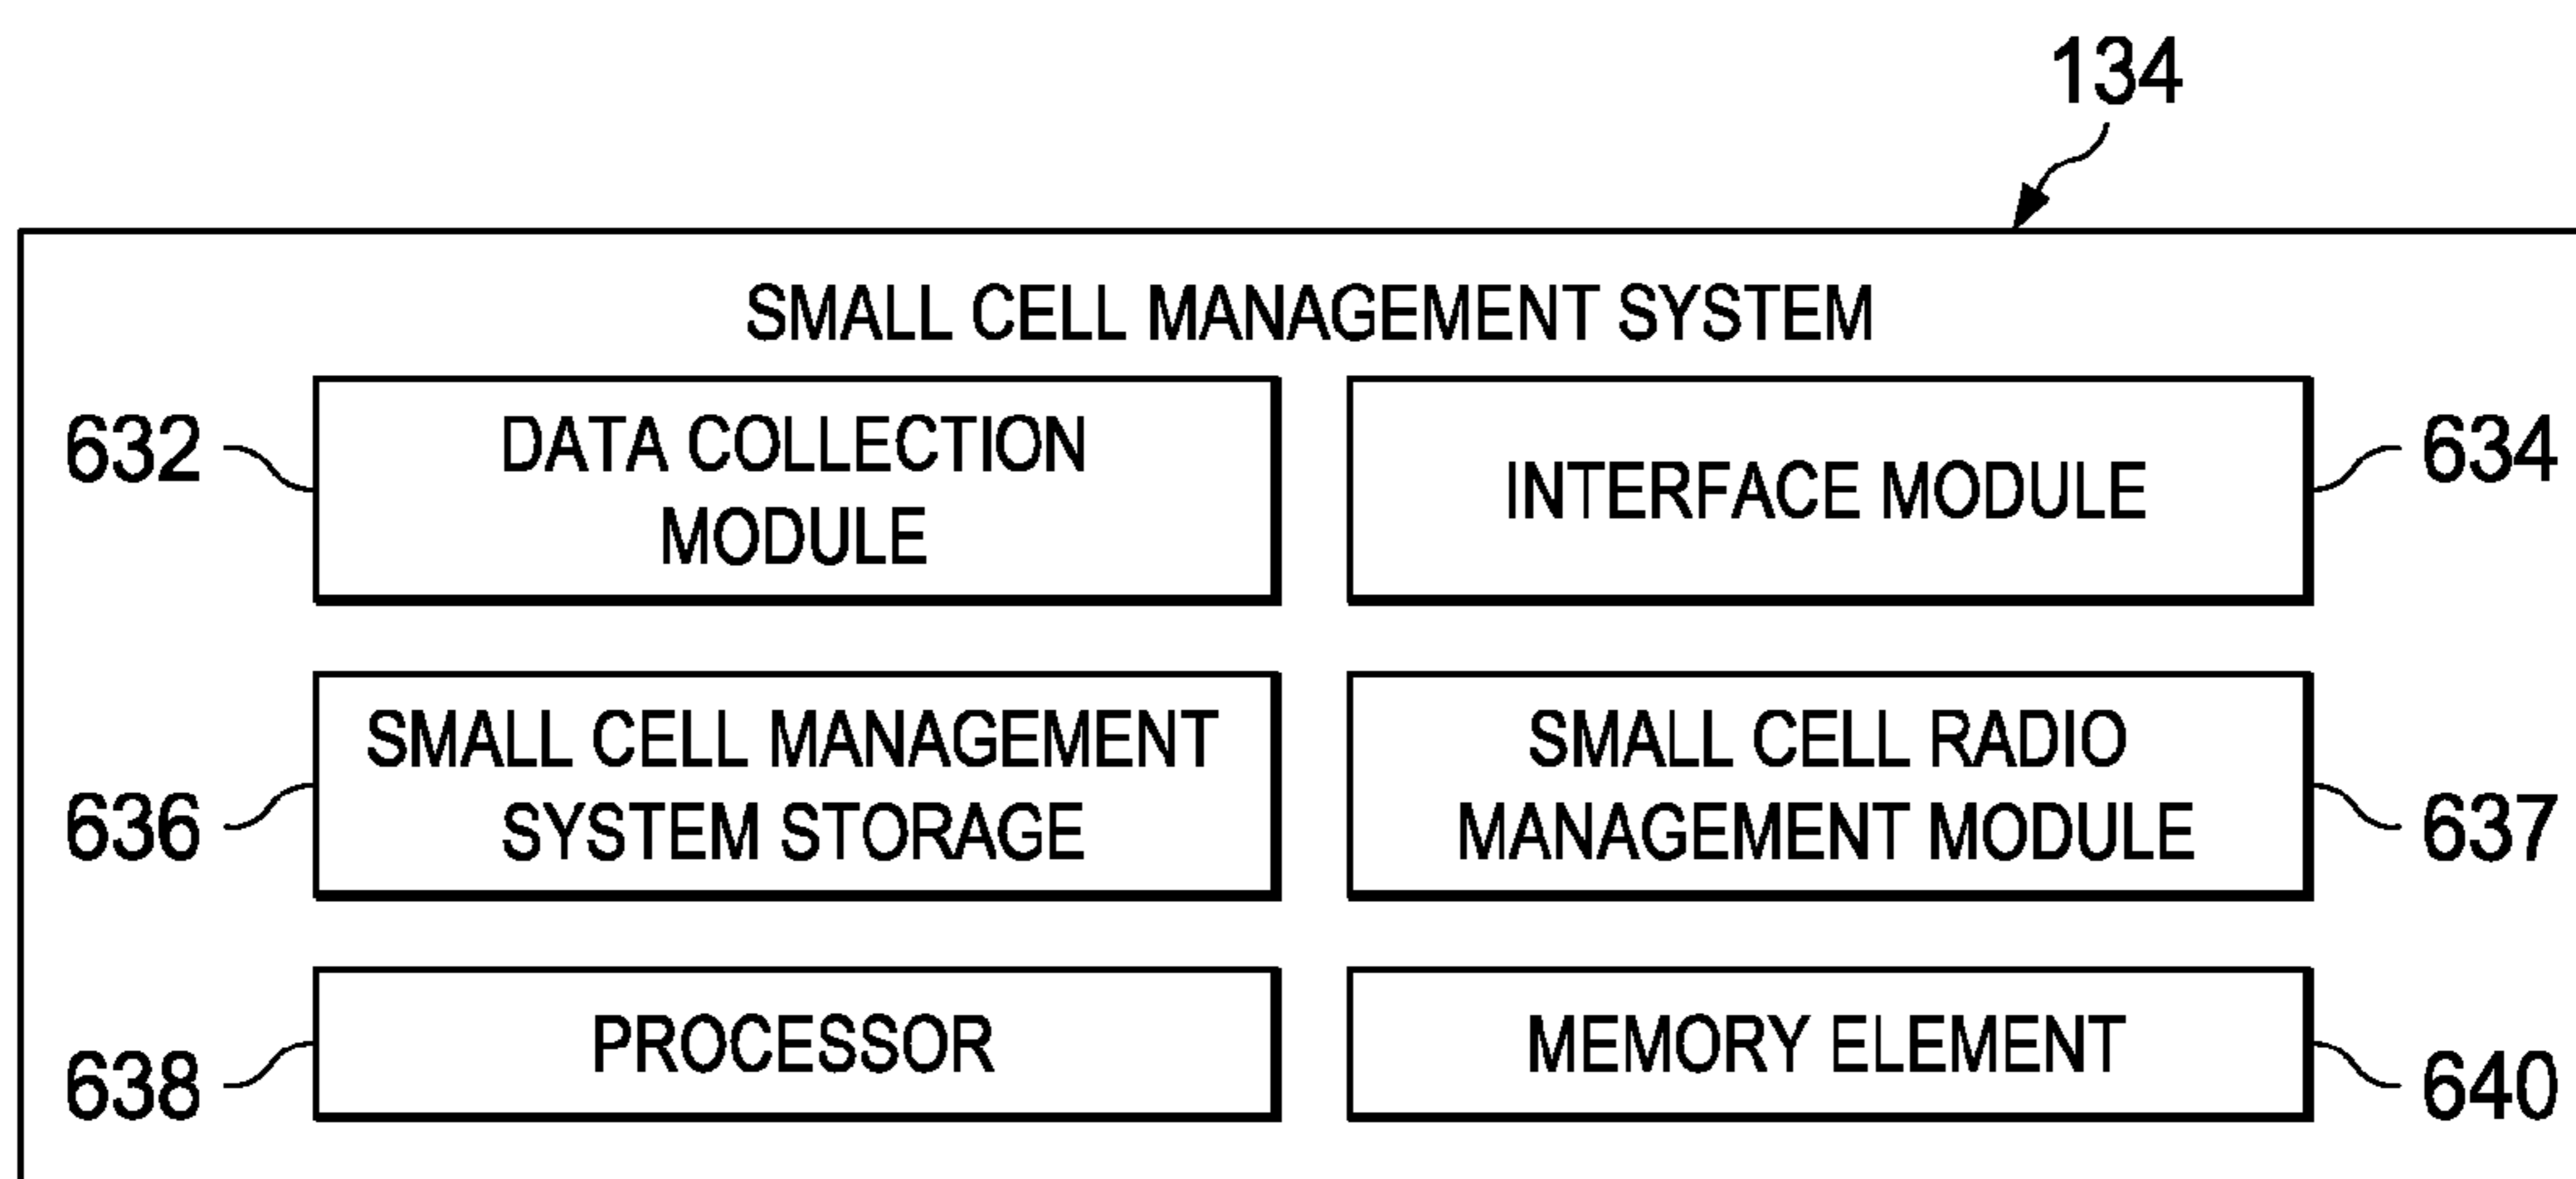 134
SMALL CELL MANAGEMENT SYSTEM
632
DATA COLLECTION
MODULE
INTERFACE MODULE
634
636
SMALL CELL MANAGEMENT
SYSTEM STORAGE
SMALL CELL RADIO
MANAGEMENT MODULE
637
638
PROCESSOR
MEMORY ELEMENT
640